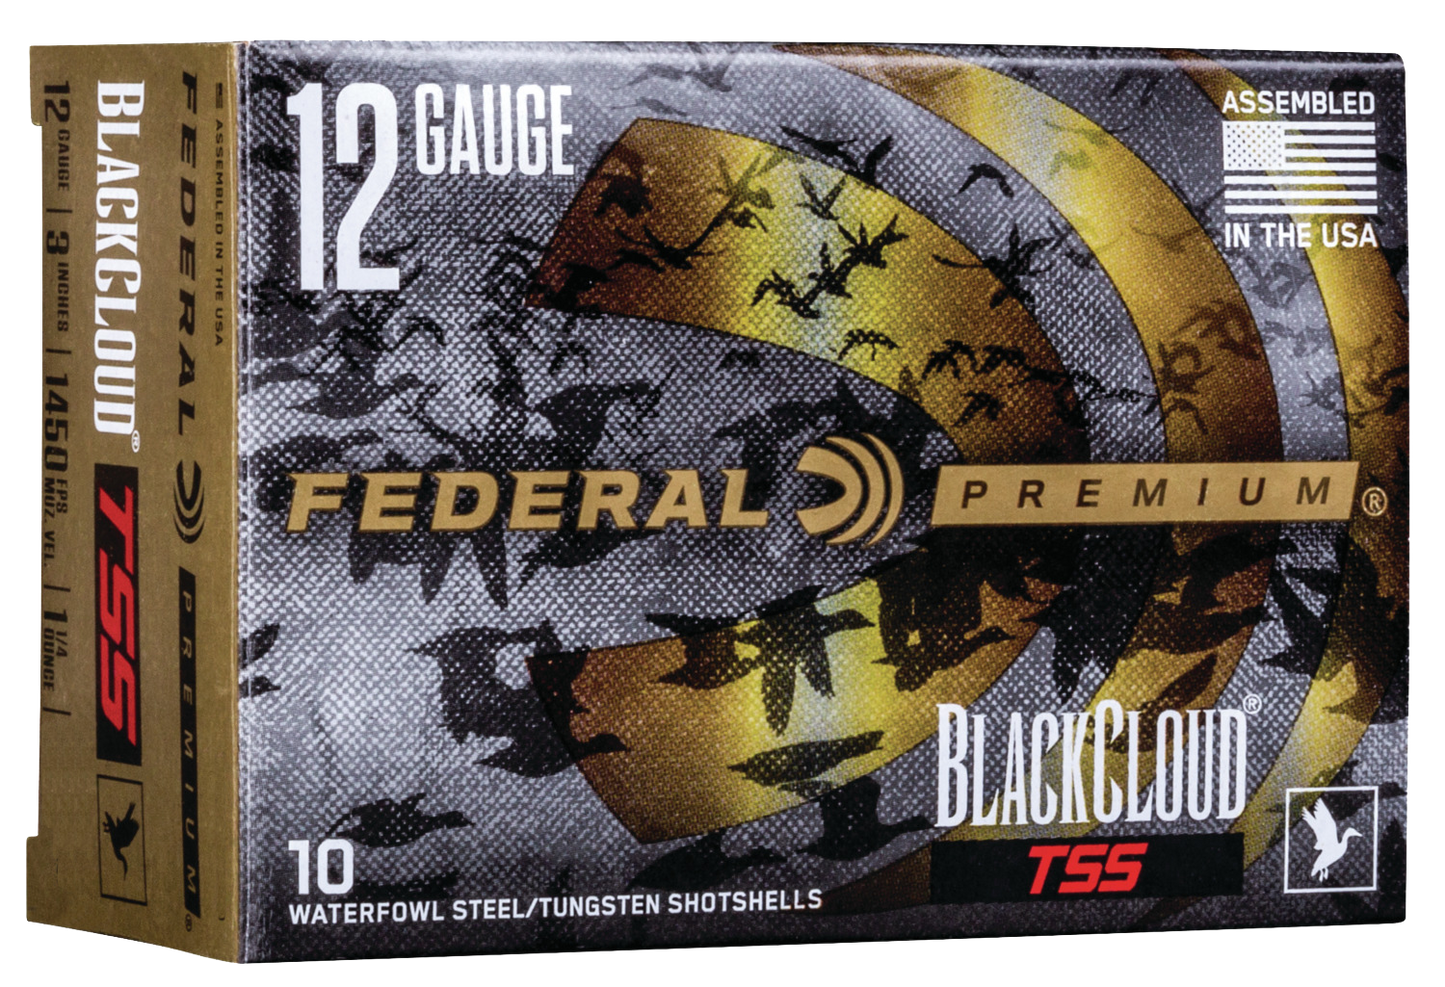 12 GAUGE
ASSEMBLED
IN THE USA
FEDERAL PREMIUM®
BLACKCLOUD®
TSS
10
WATERFOWL STEEL/TUNGSTEN SHOTSHELLS
ASSEMBLED IN THE USA
FEDERAL PREMIUM®
BLACKCLOUD® TSS
12 GAUGE | 3 INCHES | 1450 FPS MUZ. VEL. | 1 1/4 OUNCE |